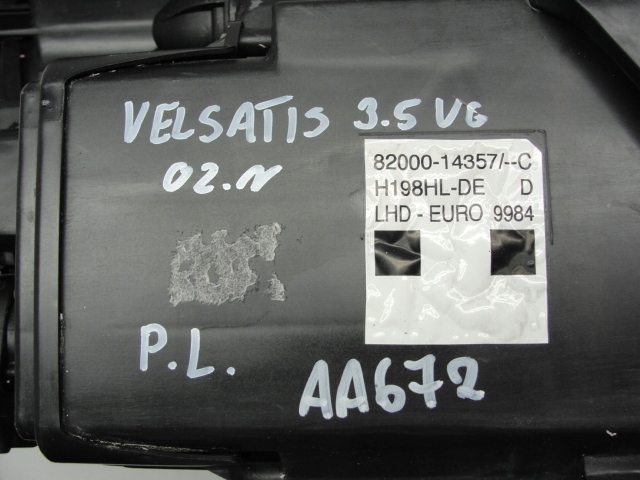 VELSATIS 3.5 V6
02.N
82000-14357/--C
H198HL-DE D
LHD - EURO 9984
P.L.
AA672